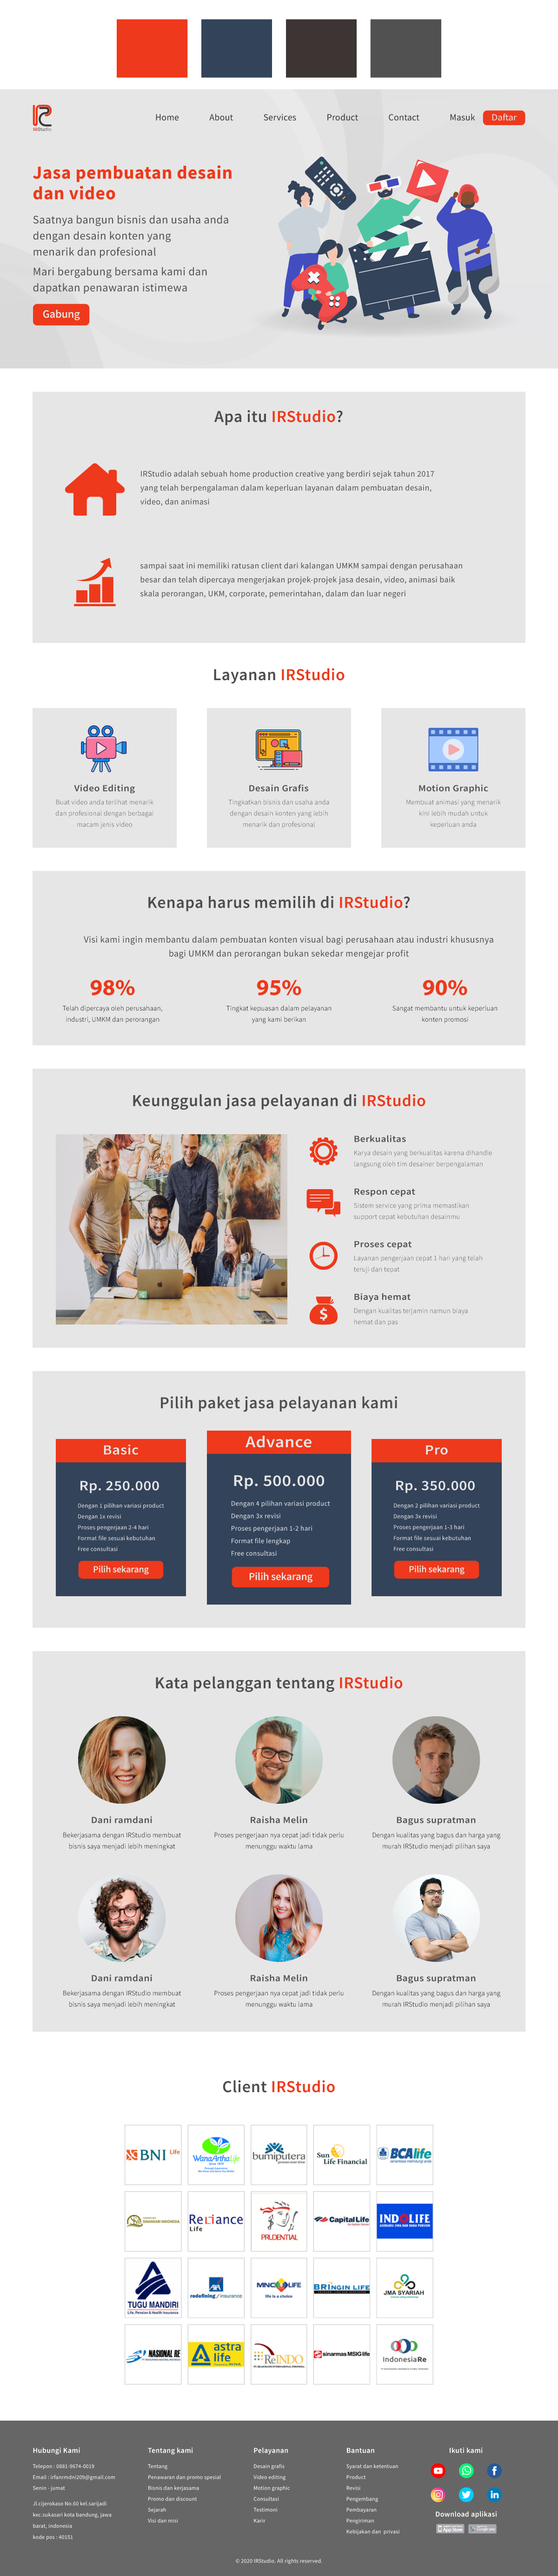 IRStudio
Home About Services Product Contact Masuk Daftar
Jasa pembuatan desain
dan video
Saatnya bangun bisnis dan usaha anda
dengan desain konten yang
menarik dan profesional
Mari bergabung bersama kami dan
dapatkan penawaran istimewa
Gabung
Apa itu IRStudio?
IRStudio adalah sebuah home production creative yang berdiri sejak tahun 2017
yang telah berpengalaman dalam keperluan layanan dalam pembuatan desain,
video, dan animasi
sampai saat ini memiliki ratusan client dari kalangan UMKM sampai dengan perusahaan
besar dan telah dipercaya mengerjakan projek-projek jasa desain, video, animasi baik
skala perorangan, UKM, corporate, pemerintahan, dalam dan luar negeri
Layanan IRStudio
Video Editing
Buat video anda terlihat menarik
dan profesional dengan berbagai
macam jenis video
Desain Grafis
Tingkatkan bisnis dan usaha anda
dengan desain konten yang lebih
menarik dan profesional
Motion Graphic
Membuat animasi yang menarik
kini lebih mudah untuk
keperluan anda
Kenapa harus memilih di IRStudio?
Visi kami ingin membantu dalam pembuatan konten visual bagi perusahaan atau industri khususnya
bagi UMKM dan perorangan bukan sekedar mengejar profit
98%
Telah dipercaya oleh perusahaan,
industri, UMKM dan perorangan
95%
Tingkat kepuasan dalam pelayanan
yang kami berikan
90%
Sangat membantu untuk keperluan
konten promosi
Keunggulan jasa pelayanan di IRStudio
Berkualitas
Karya desain yang berkualitas karena dihandle
langsung oleh tim desainer berpengalaman
Respon cepat
Sistem service yang prima memastikan
support cepat kebutuhan desainmu
Proses cepat
Layanan pengerjaan cepat 1 hari yang telah
teruji dan tepat
Biaya hemat
Dengan kualitas terjamin namun biaya
hemat dan pas
Pilih paket jasa pelayanan kami
Basic
Rp. 250.000
Dengan 1 pilihan variasi product
Dengan 1x revisi
Proses pengerjaan 2-4 hari
Format file sesuai kebutuhan
Free consultasi
Pilih sekarang
Advance
Rp. 500.000
Dengan 4 pilihan variasi product
Dengan 3x revisi
Proses pengerjaan 1-2 hari
Format file lengkap
Free consultasi
Pilih sekarang
Pro
Rp. 350.000
Dengan 2 pilihan variasi product
Dengan 3x revisi
Proses pengerjaan 1-3 hari
Format file sesuai kebutuhan
Free consultasi
Pilih sekarang
Kata pelanggan tentang IRStudio
Dani ramdani
Bekerjasama dengan IRStudio membuat
bisnis saya menjadi lebih meningkat
Raisha Melin
Proses pengerjaan nya cepat jadi tidak perlu
menunggu waktu lama
Bagus supratman
Dengan kualitas yang bagus dan harga yang
murah IRStudio menjadi pilihan saya
Dani ramdani
Bekerjasama dengan IRStudio membuat
bisnis saya menjadi lebih meningkat
Raisha Melin
Proses pengerjaan nya cepat jadi tidak perlu
menunggu waktu lama
Bagus supratman
Dengan kualitas yang bagus dan harga yang
murah IRStudio menjadi pilihan saya
Client IRStudio
BNI Life
WanaArthaLife
bumiputera
Sun
Life Financial
BCAlife
Reliance
Life
PRUDENTIAL
CapitalLife
INDOLIFE
TUGU MANDIRI
Life, Pension & Health Insurance
AXA
redefining / insurance
MNC LIFE
life is a choice
BRINGIN LIFE
JMA SYARIAH
NASIONAL RE
astra
life
ReINDO
sinarmas MSIG life
IndonesiaRe
Hubungi Kami
Telepon : 0881-9674-0019
Email : irfanrmdni209@gmail.com
Senin - jumat
Jl.cijerokaso No.60 kel.sarijadi
kec.sukasari kota bandung, jawa
barat, indonesia
kode pos : 40151
Tentang kami
Tentang
Penawaran dan promo spesial
Bisnis dan kerjasama
Promo dan discount
Sejarah
Visi dan misi
Pelayanan
Desain grafis
Video editing
Motion graphic
Consultasi
Testimoni
Karir
Bantuan
Syarat dan ketentuan
Product
Revisi
Pengembang
Pembayaran
Pengiriman
Kebijakan dan privasi
Ikuti kami
Download aplikasi
App Store
© 2020 IRStudio. All rights reserved.